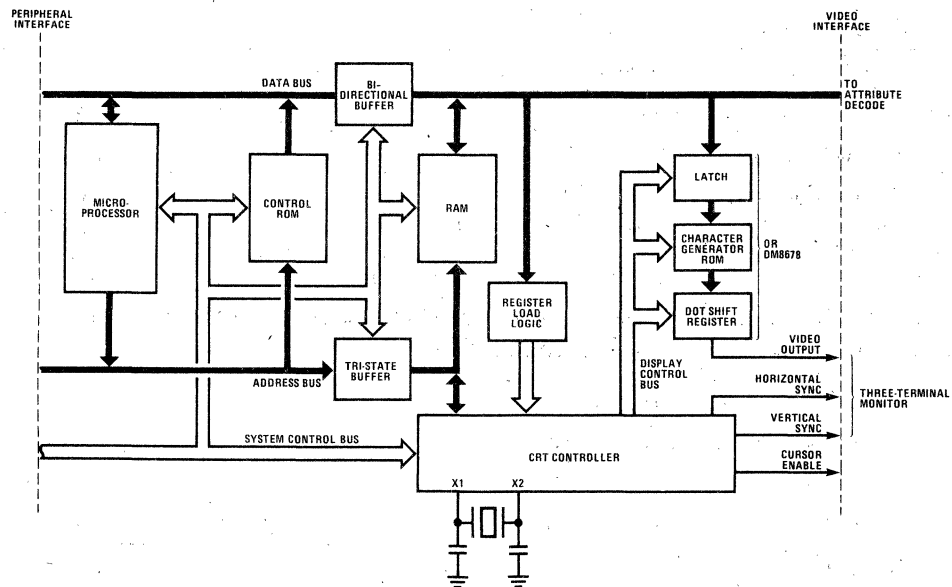 PERIPHERAL
INTERFACE
VIDEO
INTERFACE
DATA BUS
BI-
DIRECTIONAL
BUFFER
TO
ATTRIBUTE
DECODE
MICRO-
PROCESSOR
CONTROL
ROM
RAM
LATCH
CHARACTER
GENERATOR
ROM
OR
DM8678
REGISTER
LOAD
LOGIC
DOT SHIFT
REGISTER
VIDEO
OUTPUT
ADDRESS BUS
TRI-STATE
BUFFER
DISPLAY
CONTROL
BUS
HORIZONTAL
SYNC
THREE-TERMINAL
MONITOR
VERTICAL
SYNC
SYSTEM CONTROL BUS
CRT CONTROLLER
CURSOR
ENABLE
X1
X2